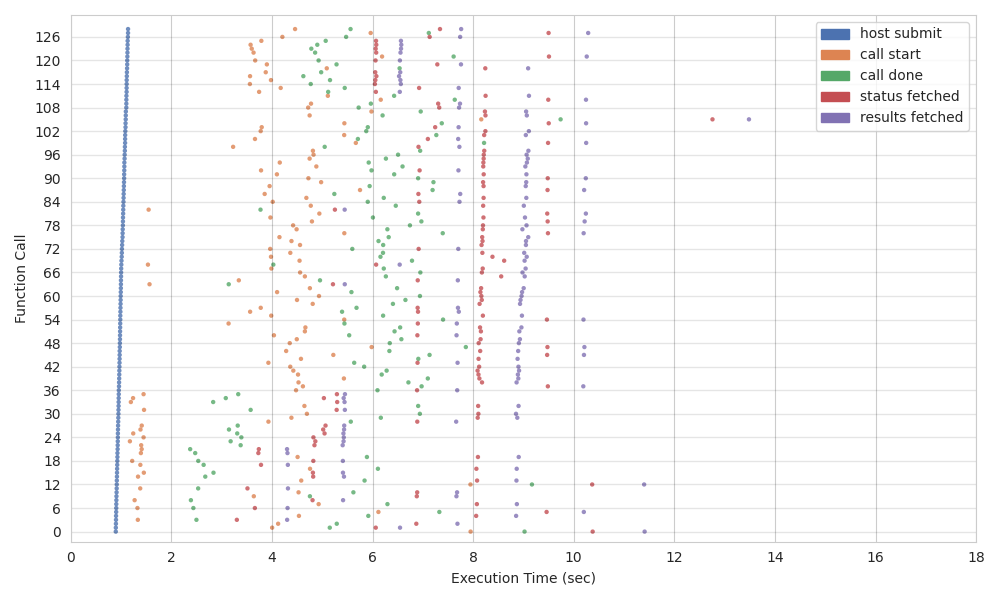 host submit
call start
call done
status fetched
results fetched
Function Call
126
120
114
108
102
96
90
84
78
72
66
60
54
48
42
36
30
24
18
12
6
0
0 2 4 6 8 10 12 14 16 18
Execution Time (sec)